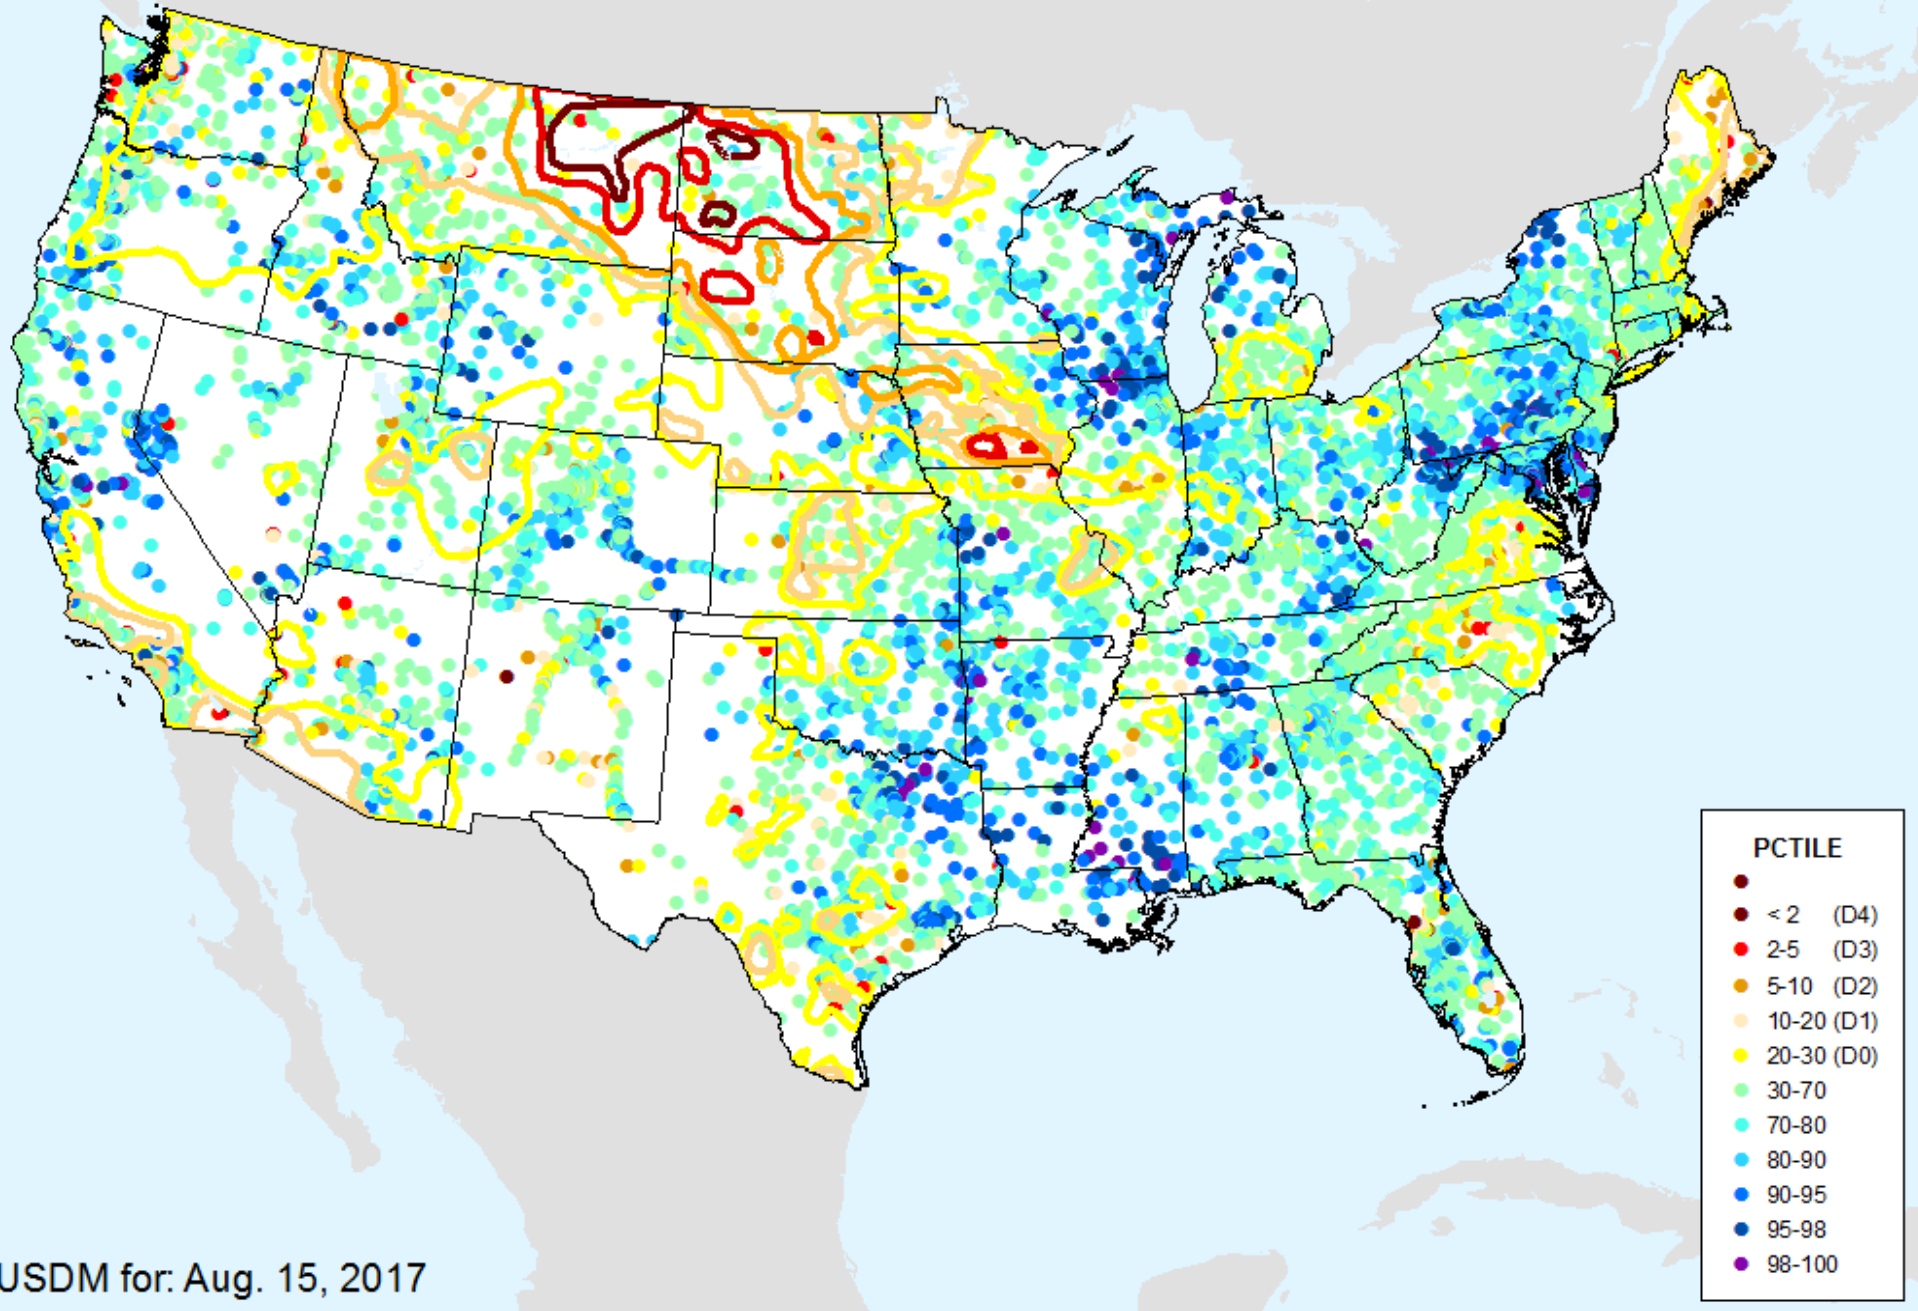 PCTILE
< 2 (D4)
2-5 (D3)
5-10 (D2)
10-20 (D1)
20-30 (D0)
30-70
70-80
80-90
90-95
95-98
98-100
USDM for: Aug. 15, 2017